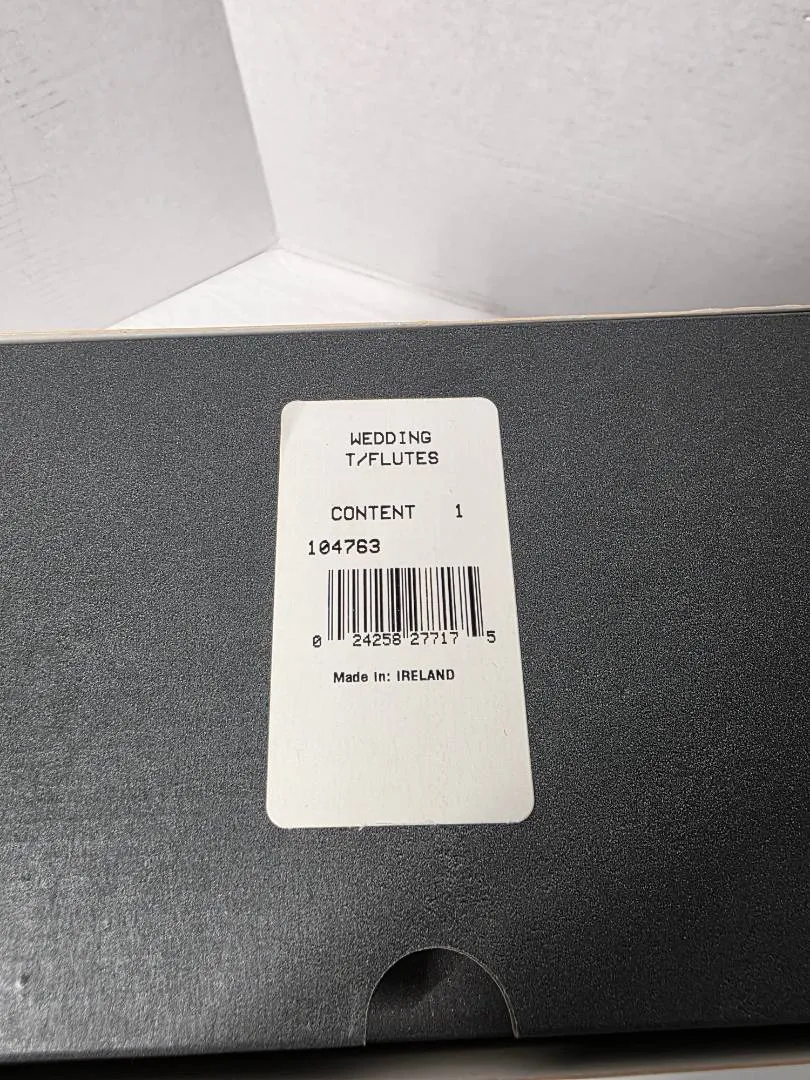 WEDDING
T/FLUTES
CONTENT 1
104763
0 24258 27717 5
Made in: IRELAND